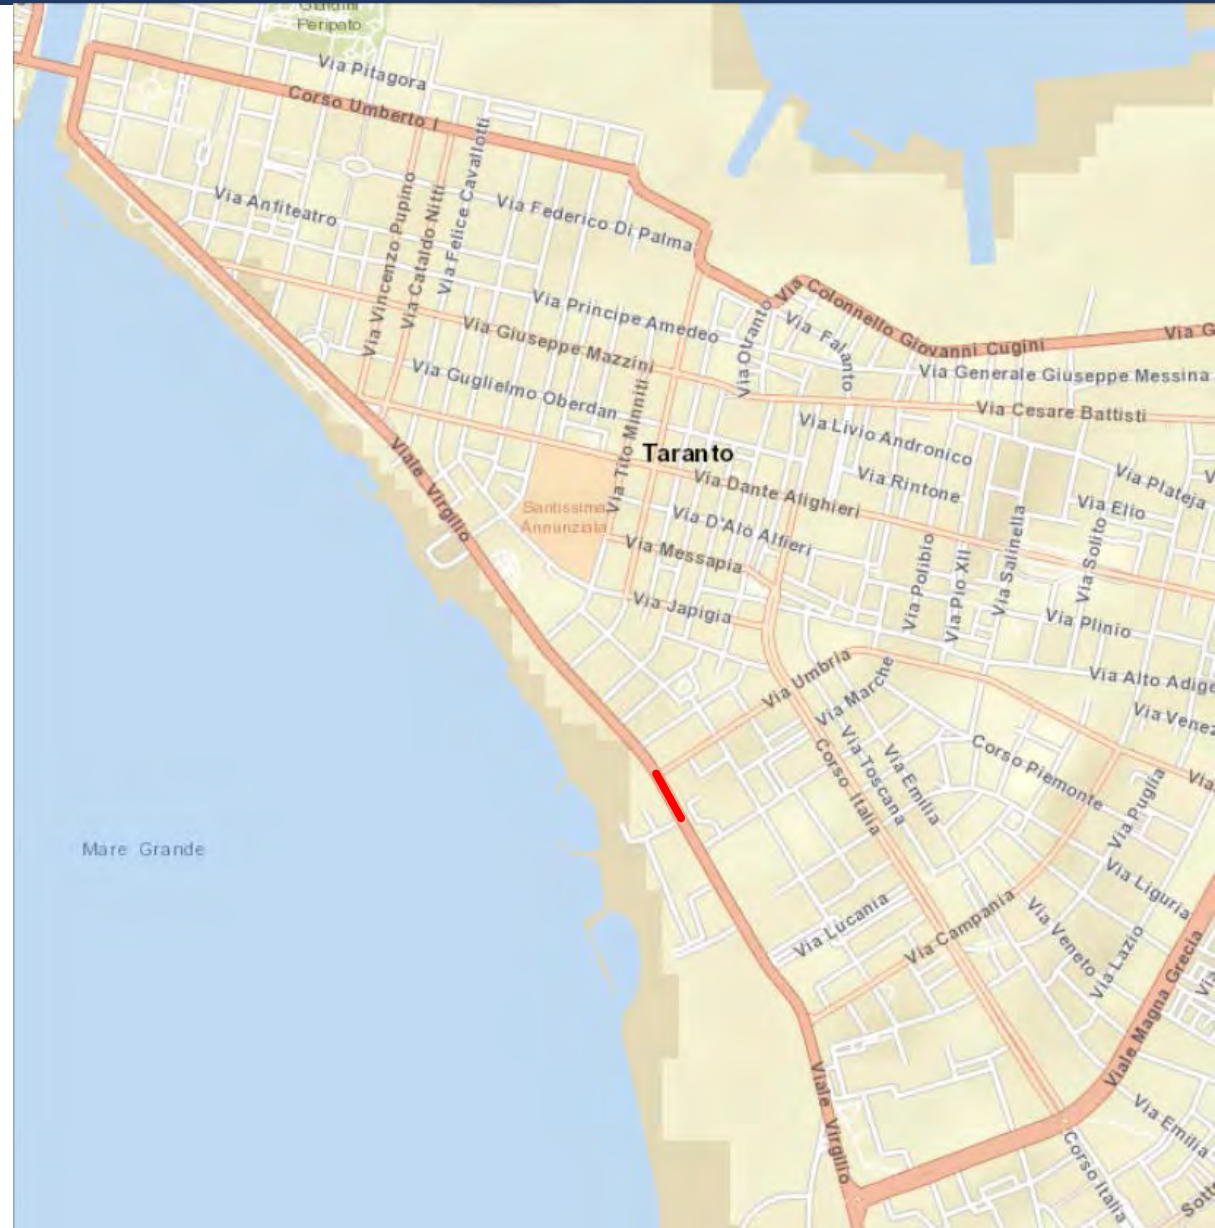 Giardini
Peripato
Via Pitagora
Corso Umberto I
Via Anfiteatro
Via Vincenzo Pupino
Via Cataldo Nitti
Via Felice Cavallotti
Via Federico Di Palma
Via Principe Amedeo
Via Giuseppe Mazzini
Via Guglielmo Oberdan
Via Tito Minniti
Via Otranto
Via Falanto
Via Colonnello Giovanni Cugini
Via G
Via Generale Giuseppe Messina
Via Cesare Battisti
Via Livio Andronico
Via Rintone
Via Plateja
V
Via Elio
Taranto
Via Dante Alighieri
Viale Virgilio
Santissima
Annunziata
Via D'Alò Alfieri
Via Messapia
Via Japigia
Via Polibio
Via Pio XII
Via Salinella
Via Solito
Via Plinio
Via Alto Adige
Via Venez
Via Umbria
Via Marche
Corso Italia
Via Toscana
Via Emilia
Corso Piemonte
Via Puglia
Via
Via Liguria
Mare Grande
Via Lucania
Via Campania
Via Veneto
Via Lazio
Via
Viale Magna Grecia
Viale Virgilio
Via Emilia
Corso Italia
Sott